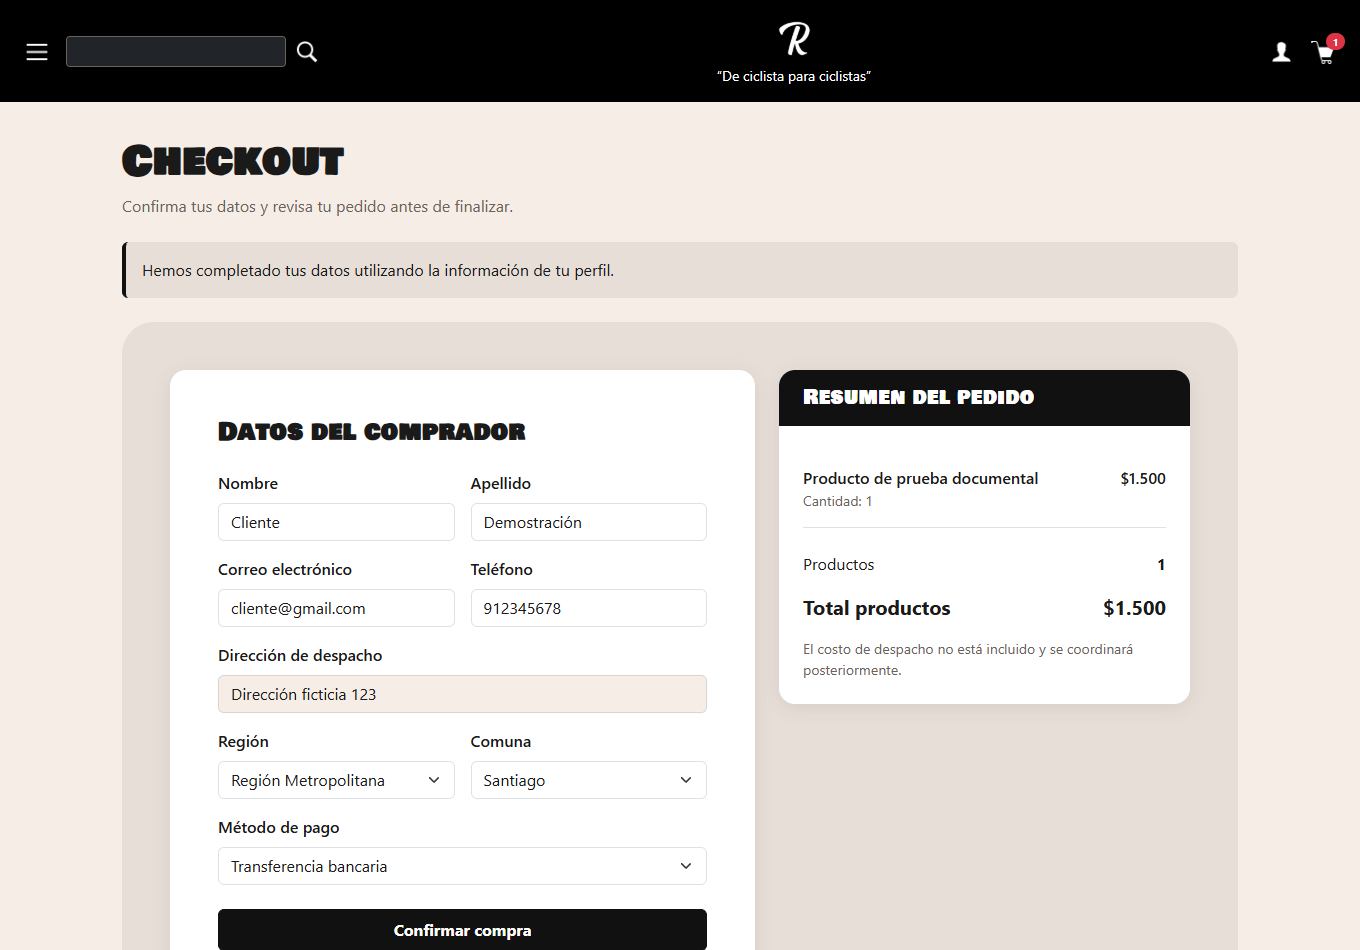 R
“De ciclista para ciclistas”
1
Checkout
Confirma tus datos y revisa tu pedido antes de finalizar.
Hemos completado tus datos utilizando la información de tu perfil.
Datos del comprador
Nombre
Apellido
Cliente
Demostración
Correo electrónico
Teléfono
cliente@gmail.com
912345678
Dirección de despacho
Dirección ficticia 123
Región
Comuna
Región Metropolitana
Santiago
Método de pago
Transferencia bancaria
Confirmar compra
Resumen del pedido
Producto de prueba documental $1.500
Cantidad: 1
Productos 1
Total productos $1.500
El costo de despacho no está incluido y se coordinará
posteriormente.